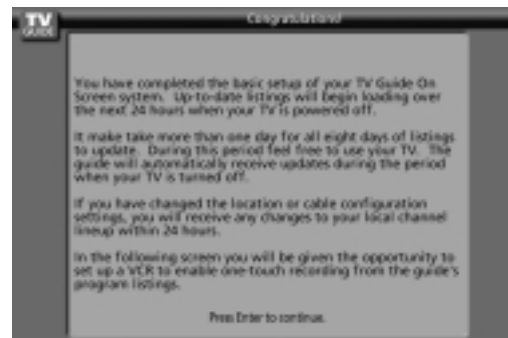 TV
GUIDE
Congratulations!
You have completed the basic setup of your TV Guide On
Screen system. Up-to-date listings will begin loading over
the next 24 hours when your TV is powered off.
It make take more than one day for all eight days of listings
to update. During this period feel free to use your TV. The
guide will automatically receive updates during the period
when your TV is turned off.
If you have changed the location or cable configuration
settings, you will receive any changes to your local channel
lineup within 24 hours.
In the following screen you will be given the opportunity to
set up a VCR to enable one-touch recording from the guide's
program listings.
Press Enter to continue.